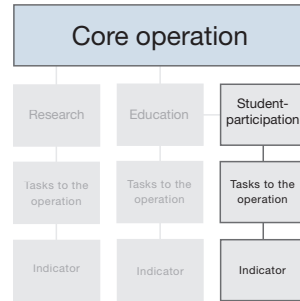 Core operation
Research
Education
Student-
participation
Tasks to the
operation
Tasks to the
operation
Tasks to the
operation
Indicator
Indicator
Indicator